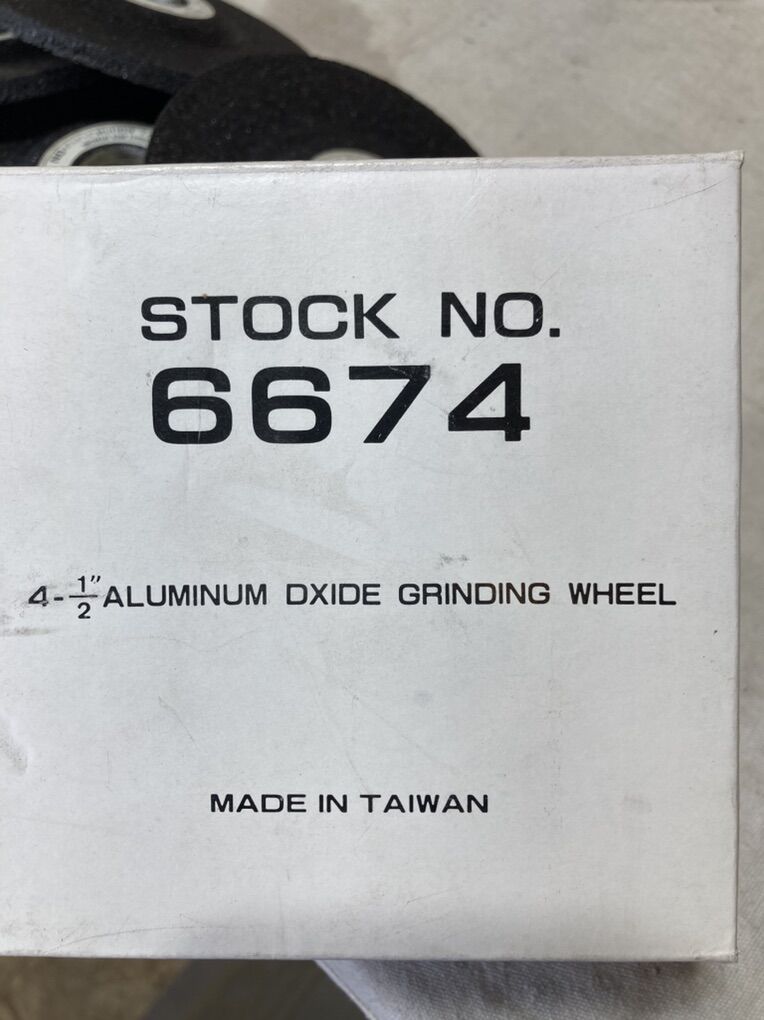 STOCK NO.
6674
4-1/2" ALUMINUM DXIDE GRINDING WHEEL
MADE IN TAIWAN